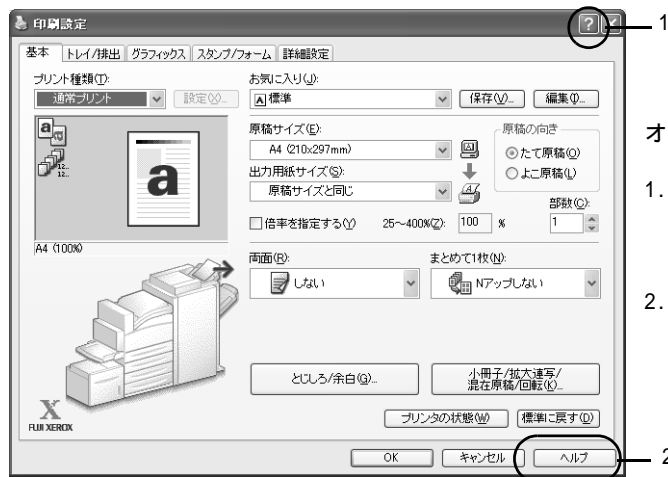 印刷設定
?
1
基本 トレイ/排出 グラフィックス スタンプ/フォーム 詳細設定
プリント種類(T):
通常プリント
設定(X)...
お気に入り(J):
A 標準
保存(V)...
編集(I)...
原稿サイズ(E):
A4 (210x297mm)
出力用紙サイズ(S):
原稿サイズと同じ
原稿の向き
たて原稿(O)
よこ原稿(L)
部数(C):
1
倍率を指定する(Y) 25~400%(Z): 100 %
a
A4 (100%)
両面(R):
しない
まとめて1枚(N):
Nアップしない
とじしろ/余白(G)...
小冊子/拡大連写/
混在原稿/回転(K)...
X
FUJI XEROX
プリンタの状態(W)
標準に戻す(D)
OK
キャンセル
ヘルプ
2
オ
1.
2.